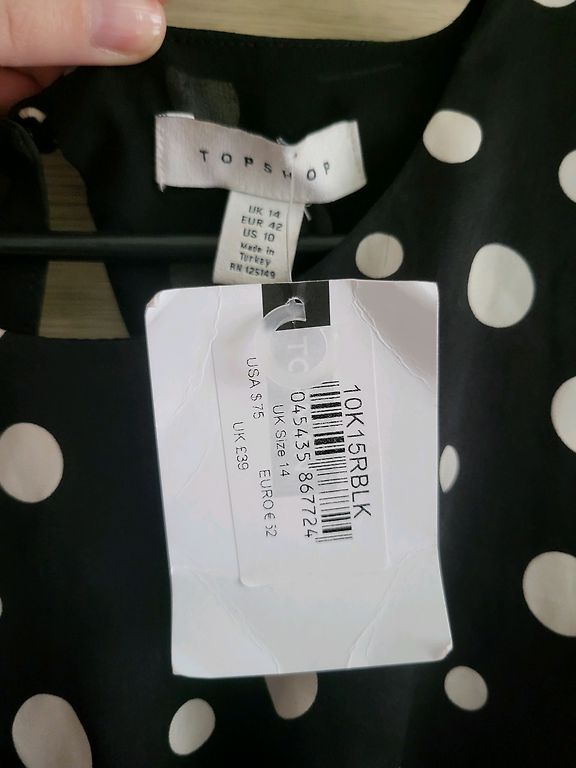 TOPSHOP
UK 14
EUR 42
US 10
Made in
Turkey
RN 125149
10K15RBLK
045435 867724
UK Size 14
USA $ 75
EURO €
UK £39